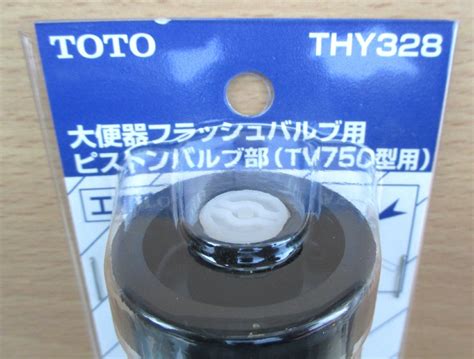 TOTO
THY328
大便器フラッシュバルブ用
ピストンバルブ部(TV750型用)
エ